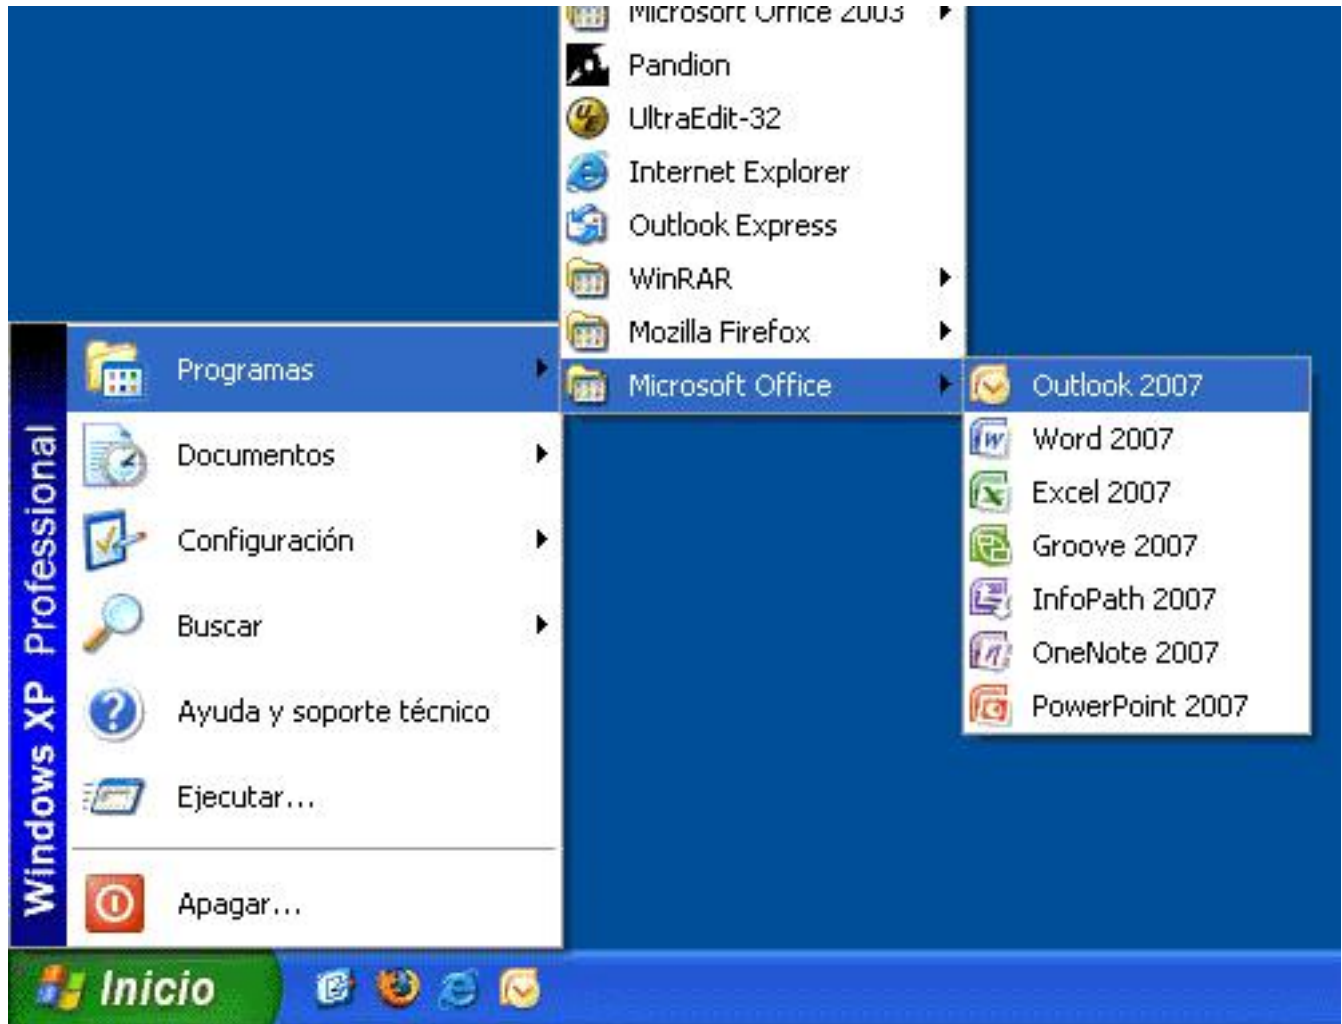 Microsoft Office 2003
Pandion
UltraEdit-32
Internet Explorer
Outlook Express
WinRAR
Mozilla Firefox
Microsoft Office
Outlook 2007
Word 2007
Excel 2007
Groove 2007
InfoPath 2007
OneNote 2007
PowerPoint 2007
Programas
Documentos
Configuración
Buscar
Ayuda y soporte técnico
Ejecutar...
Apagar...
Windows XP Professional
Inicio